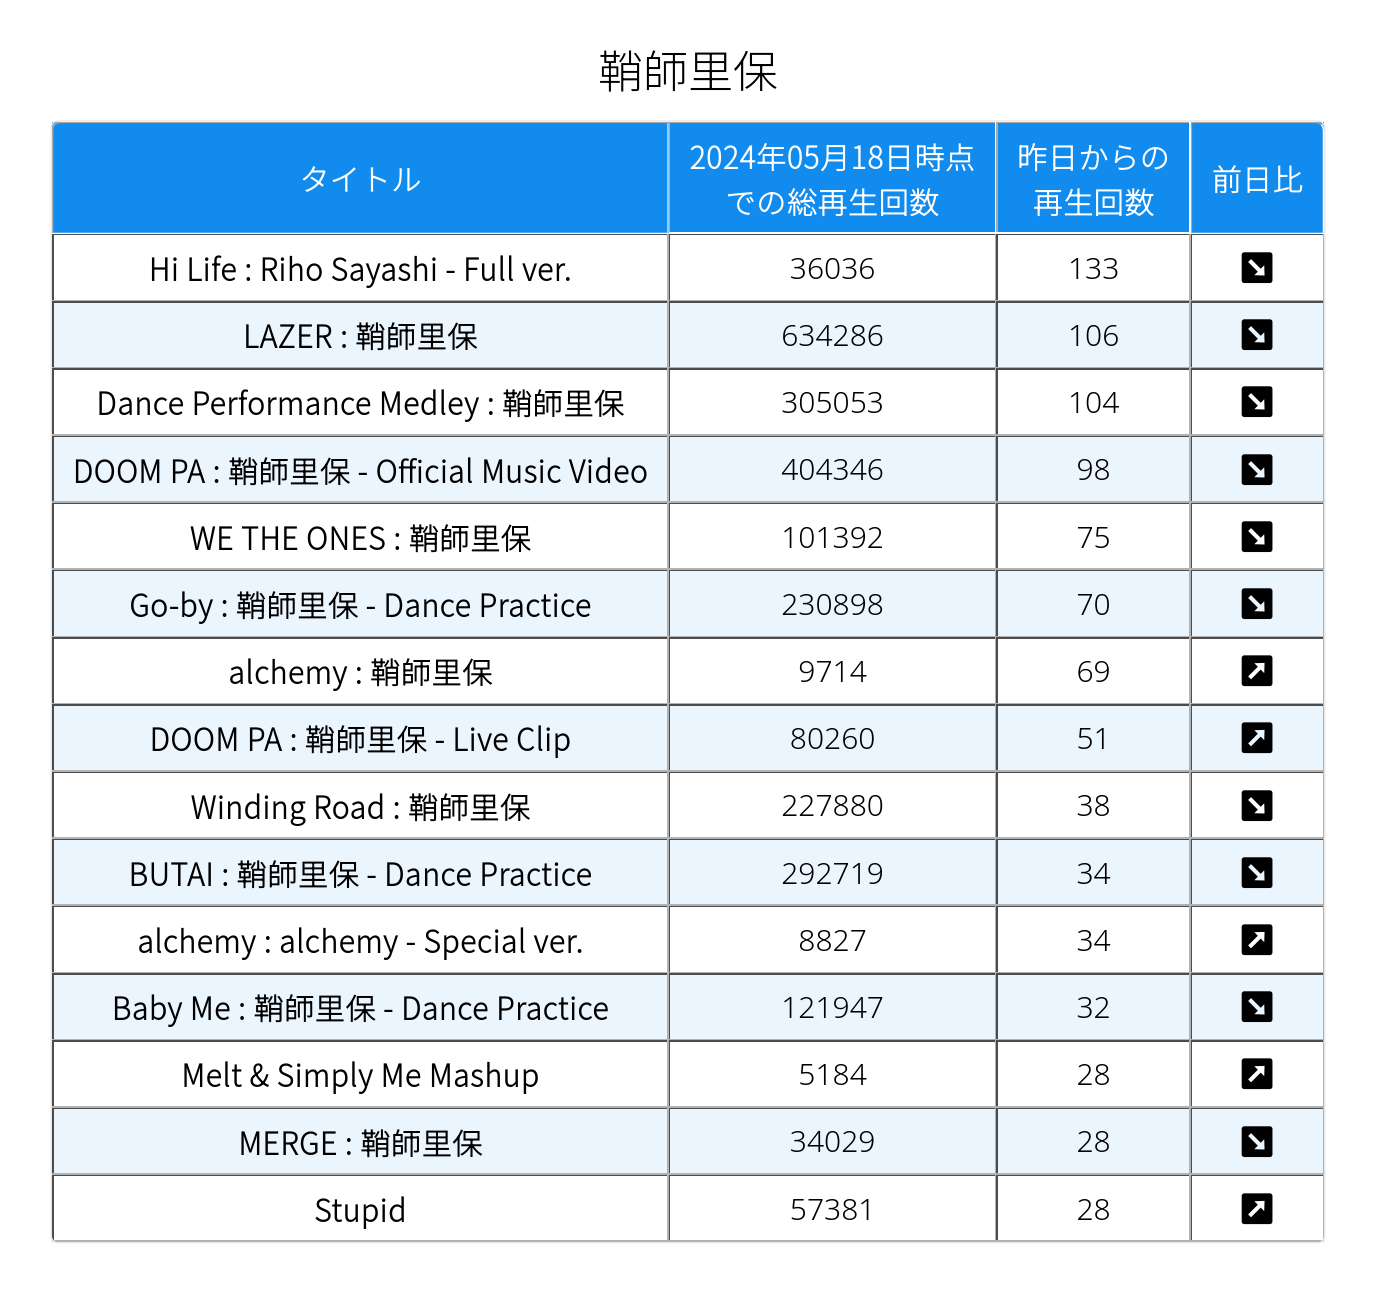 鞘師里保
タイトル 2024年05月18日時点での総再生回数 昨日からの再生回数 前日比
Hi Life : Riho Sayashi - Full ver. 36036 133 ↘
LAZER : 鞘師里保 634286 106 ↘
Dance Performance Medley : 鞘師里保 305053 104 ↘
DOOM PA : 鞘師里保 - Official Music Video 404346 98 ↘
WE THE ONES : 鞘師里保 101392 75 ↘
Go-by : 鞘師里保 - Dance Practice 230898 70 ↘
alchemy : 鞘師里保 9714 69 ↗
DOOM PA : 鞘師里保 - Live Clip 80260 51 ↗
Winding Road : 鞘師里保 227880 38 ↘
BUTAI : 鞘師里保 - Dance Practice 292719 34 ↘
alchemy : alchemy - Special ver. 8827 34 ↗
Baby Me : 鞘師里保 - Dance Practice 121947 32 ↘
Melt & Simply Me Mashup 5184 28 ↗
MERGE : 鞘師里保 34029 28 ↘
Stupid 57381 28 ↗